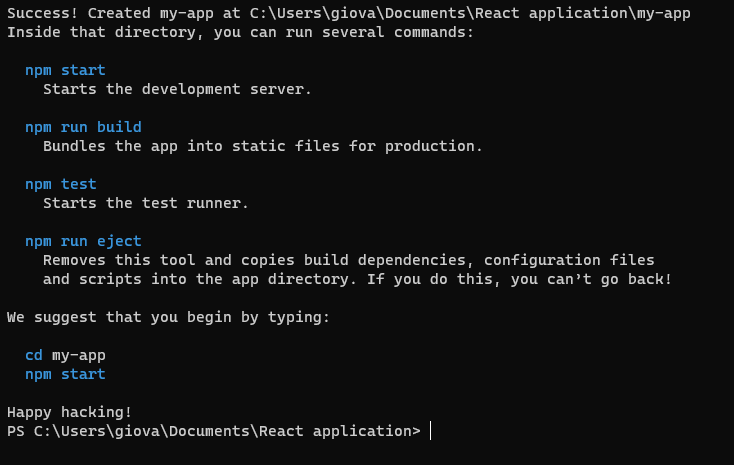 Success! Created my-app at C:\Users\giova\Documents\React application\my-app
Inside that directory, you can run several commands:

  npm start
    Starts the development server.

  npm run build
    Bundles the app into static files for production.

  npm test
    Starts the test runner.

  npm run eject
    Removes this tool and copies build dependencies, configuration files
    and scripts into the app directory. If you do this, you can’t go back!

We suggest that you begin by typing:

  cd my-app
  npm start

Happy hacking!
PS C:\Users\giova\Documents\React application>